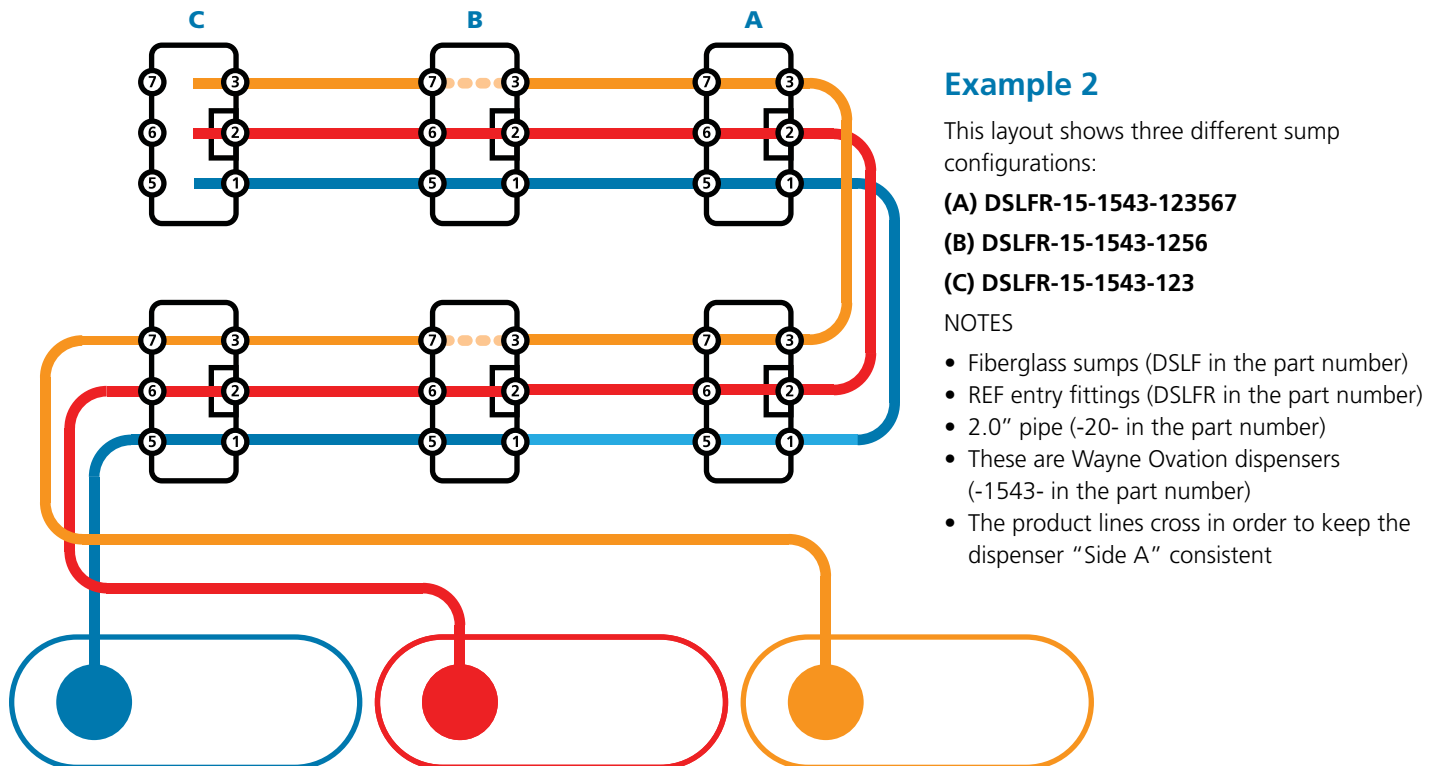 C B A
7 3 7 3 7 3
6 2 6 2 6 2
5 1 5 1 5 1
7 3 7 3 7 3
6 2 6 2 6 2
5 1 5 1 5 1
Example 2
This layout shows three different sump
configurations:
(A) DSLFR-15-1543-123567
(B) DSLFR-15-1543-1256
(C) DSLFR-15-1543-123
NOTES
• Fiberglass sumps (DSLF in the part number)
• REF entry fittings (DSLFR in the part number)
• 2.0” pipe (-20- in the part number)
• These are Wayne Ovation dispensers
(-1543- in the part number)
• The product lines cross in order to keep the
dispenser “Side A” consistent